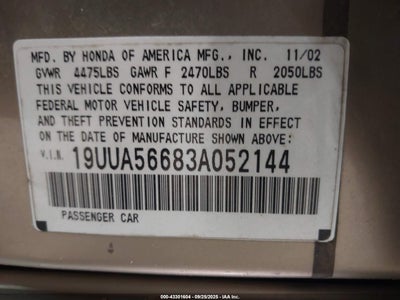 MFD. BY HONDA OF AMERICA MFG., INC. 11/02
GVWR 4475LBS GAWR F 2470LBS R 2050LBS
THIS VEHICLE CONFORMS TO ALL APPLICABLE
FEDERAL MOTOR VEHICLE SAFETY, BUMPER,
AND THEFT PREVENTION STANDARDS IN EFFECT
ON THE DATE OF MANUFACTURE SHOWN ABOVE:
V.I.N. 19UUA56683A052144
PASSENGER CAR
000-43301604 - 09/25/2025 - IAA Inc.